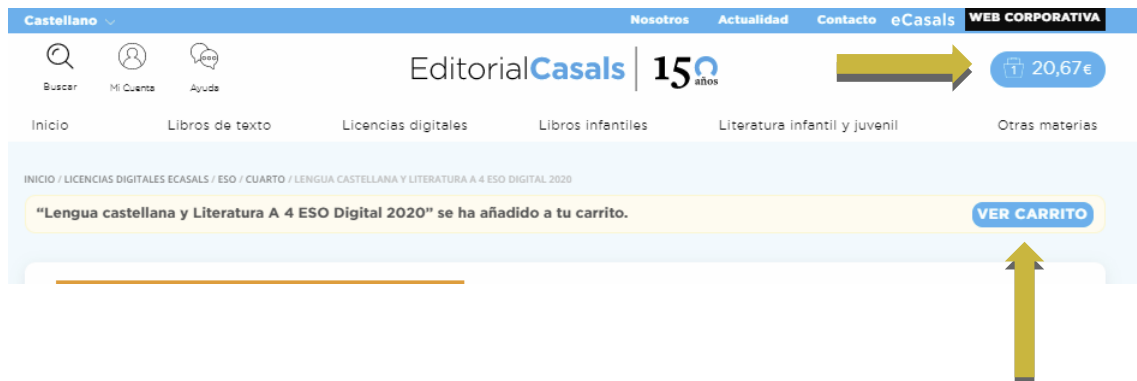 Castellano
Nosotros Actualidad Contacto eCasals WEB CORPORATIVA
Buscar Mi Cuenta Ayuda
EditorialCasals 150 años
1 20,67€
Inicio Libros de texto Licencias digitales Libros infantiles Literatura infantil y juvenil Otras materias
INICIO / LICENCIAS DIGITALES ECASALS / ESO / CUARTO / LENGUA CASTELLANA Y LITERATURA A 4 ESO DIGITAL 2020
“Lengua castellana y Literatura A 4 ESO Digital 2020” se ha añadido a tu carrito.
VER CARRITO